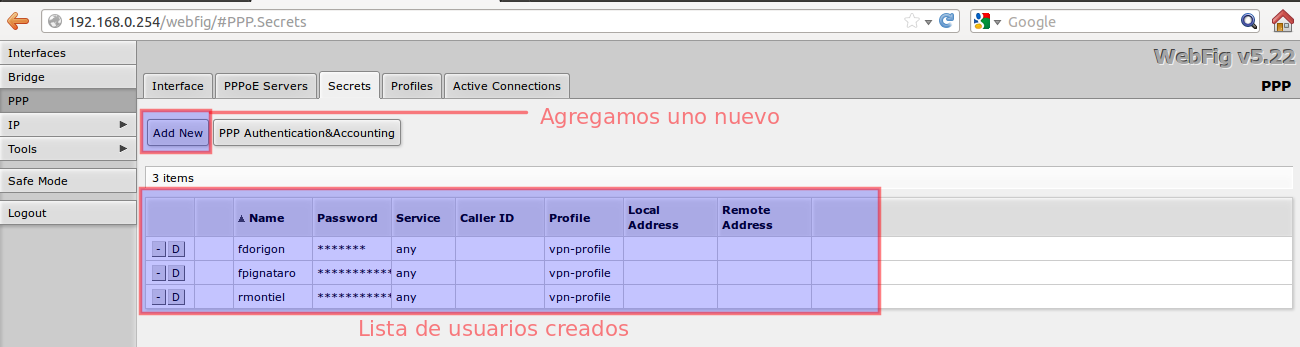 192.168.0.254/webfig/#PPP.Secrets
Google
Interfaces
Bridge
PPP
IP
Tools
Safe Mode
Logout
WebFig v5.22
Interface PPPoE Servers Secrets Profiles Active Connections
PPP
Add New PPP Authentication&Accounting
Agregamos uno nuevo
3 items
Name Password Service Caller ID Profile Local Address Remote Address
- D fdorigon ******* any vpn-profile
- D fpignataro *********** any vpn-profile
- D rmontiel *********** any vpn-profile
Lista de usuarios creados